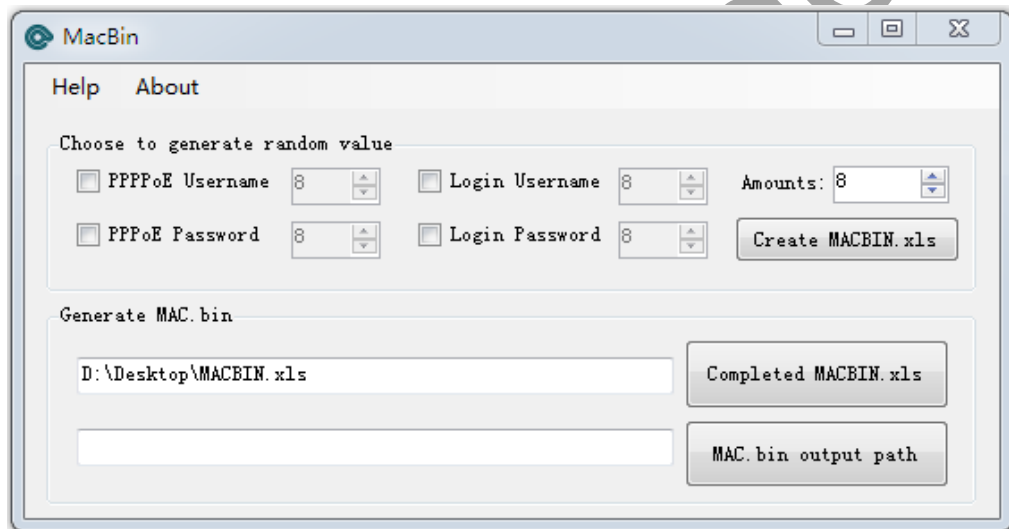 MacBin
Help About
Choose to generate random value
PPPPoE Username 8 Login Username 8 Amounts: 8
PPPoE Password 8 Login Password 8 Create MACBIN.xls
Generate MAC.bin
D:\Desktop\MACBIN.xls Completed MACBIN.xls
MAC.bin output path